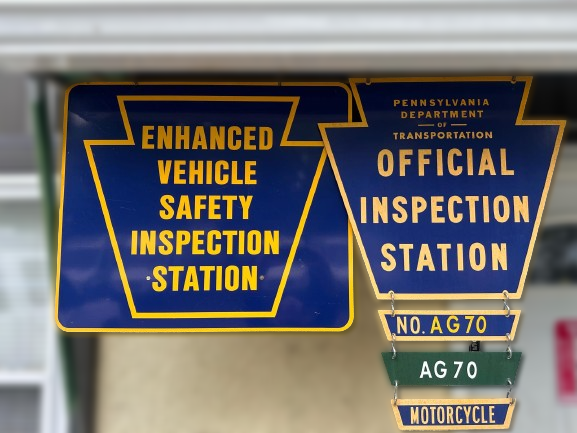 ENHANCED
VEHICLE
SAFETY
INSPECTION
STATION
PENNSYLVANIA
DEPARTMENT
OF
TRANSPORTATION
OFFICIAL
INSPECTION
STATION
NO. AG70
AG70
MOTORCYCLE